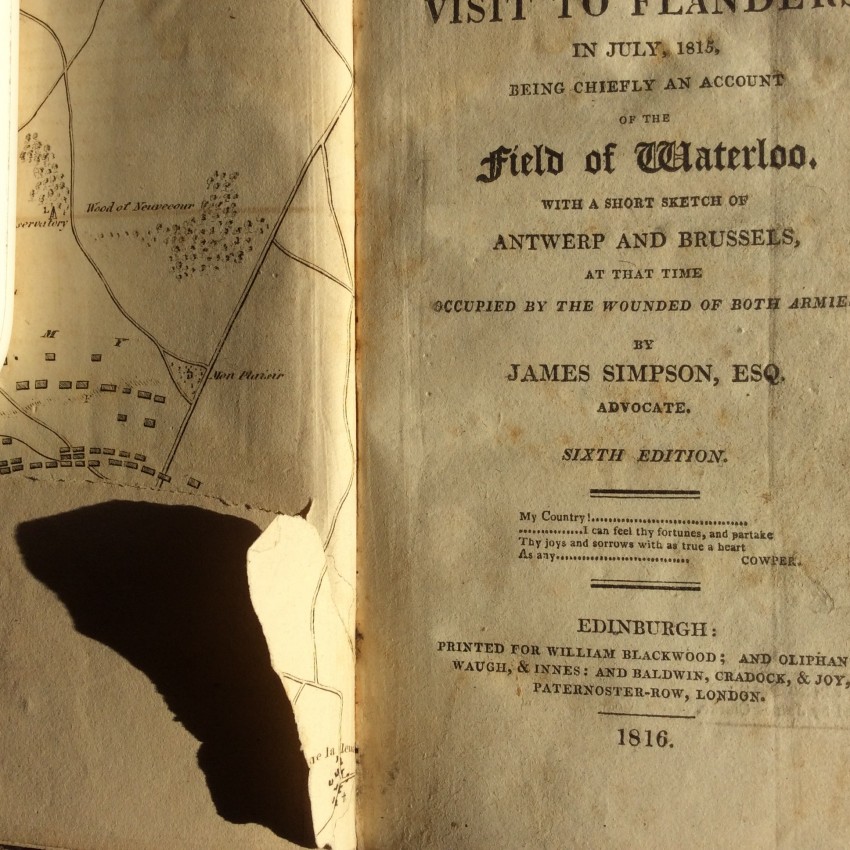 Wood of Neuvecour
servatory
M Y
Mon Plaisir
VISIT TO FLANDERS
IN JULY, 1815,
BEING CHIEFLY AN ACCOUNT
OF THE
Field of Waterloo.
WITH A SHORT SKETCH OF
ANTWERP AND BRUSSELS,
AT THAT TIME
OCCUPIED BY THE WOUNDED OF BOTH ARMIE
BY
JAMES SIMPSON, ESQ.
ADVOCATE.
SIXTH EDITION.
My Country!...............................................
...................I can feel thy fortunes, and partake
Thy joys and sorrows with as true a heart
As any........................................ COWPER.
EDINBURGH:
PRINTED FOR WILLIAM BLACKWOOD; AND OLIPHAN
WAUGH, & INNES: AND BALDWIN, CRADOCK, & JOY,
PATERNOSTER-ROW, LONDON.
1816.